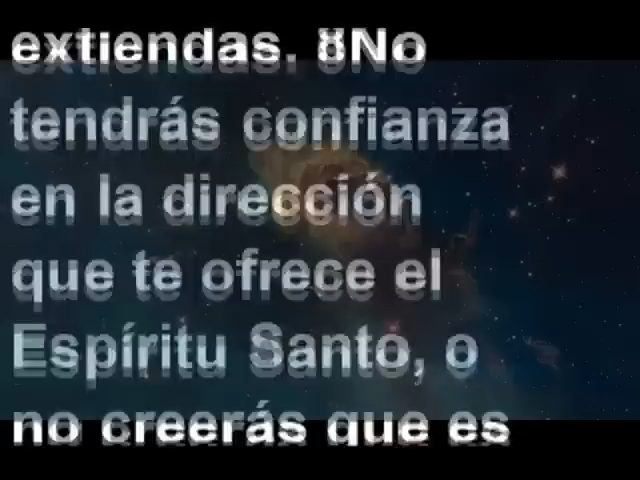 extiendas. 8No
tendrás confianza
en la dirección
que te ofrece el
Espíritu Santo, o
no creerás que es